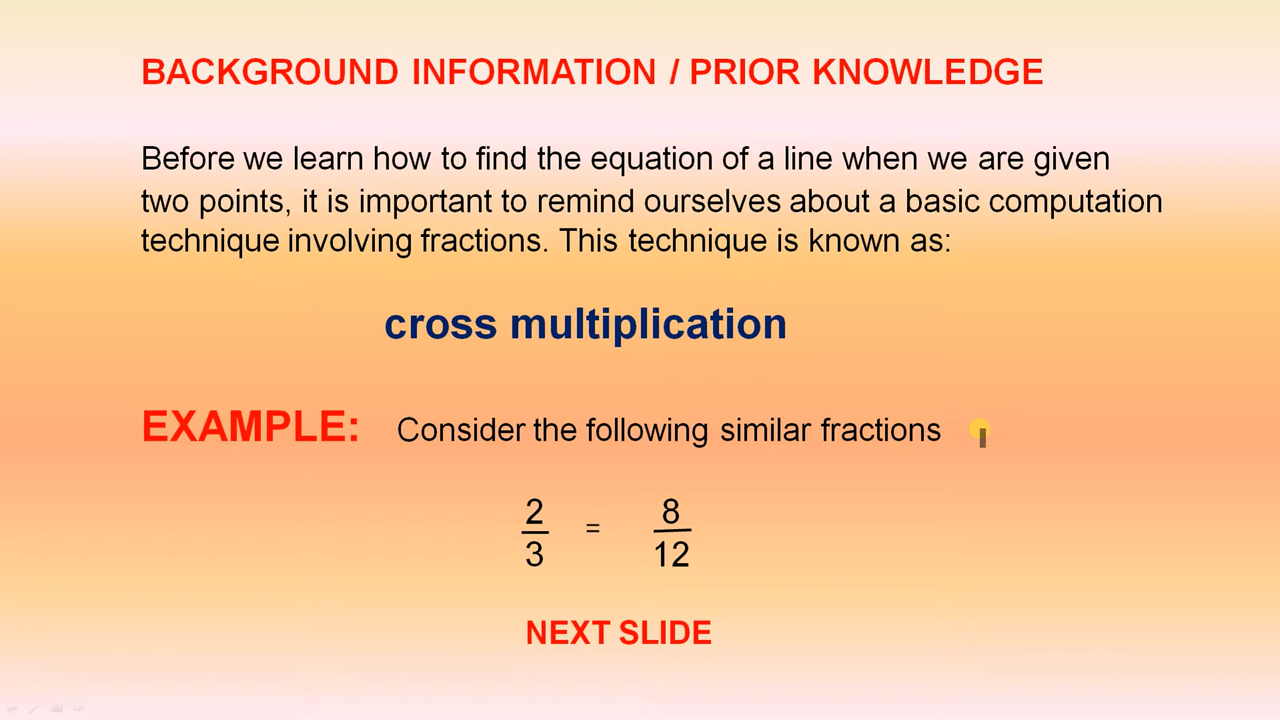 BACKGROUND INFORMATION / PRIOR KNOWLEDGE
Before we learn how to find the equation of a line when we are given
two points, it is important to remind ourselves about a basic computation
technique involving fractions. This technique is known as:
cross multiplication
EXAMPLE: Consider the following similar fractions
2 8
=
3 12
NEXT SLIDE